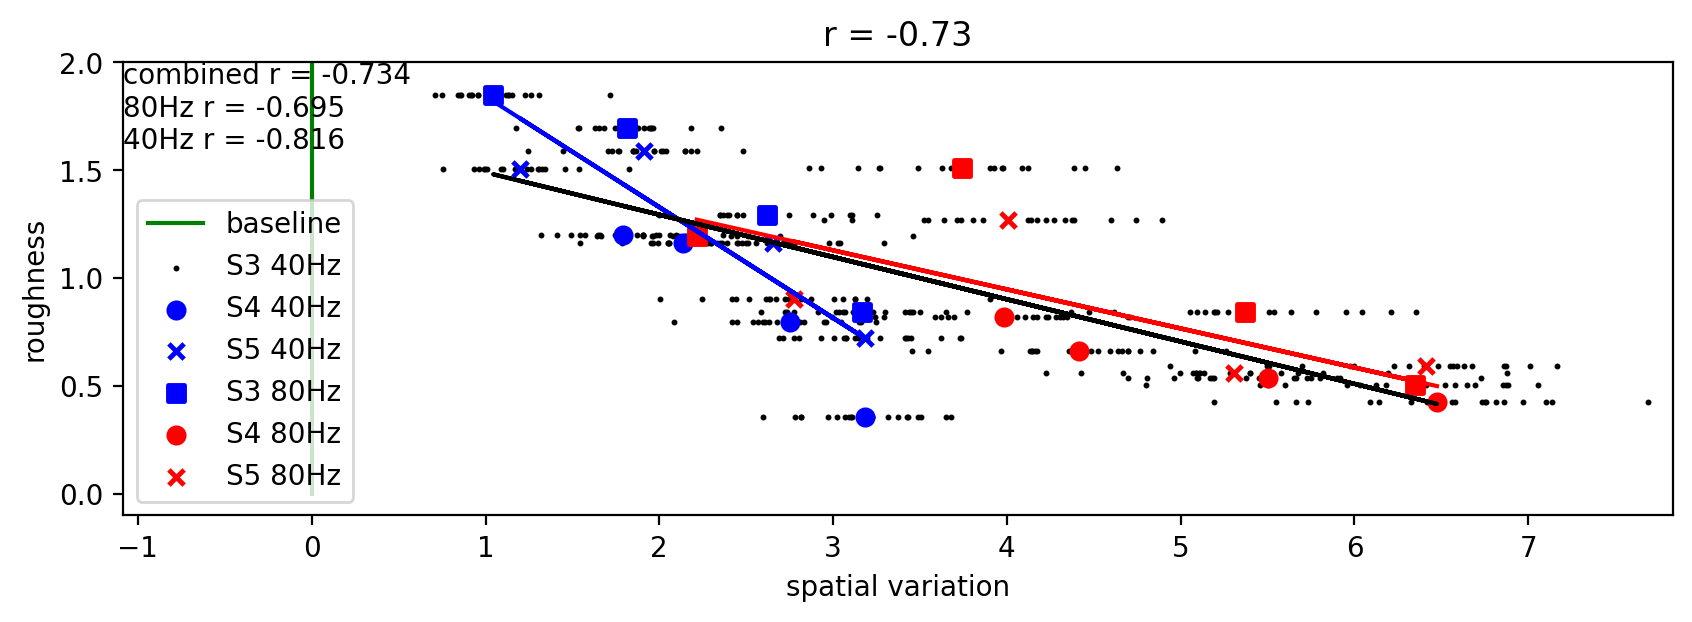 r = -0.73
combined r = -0.734
80Hz r = -0.695
40Hz r = -0.816
2.0
1.5
1.0
0.5
0.0
roughness
baseline
S3 40Hz
S4 40Hz
S5 40Hz
S3 80Hz
S4 80Hz
S5 80Hz
−1 0 1 2 3 4 5 6 7
spatial variation